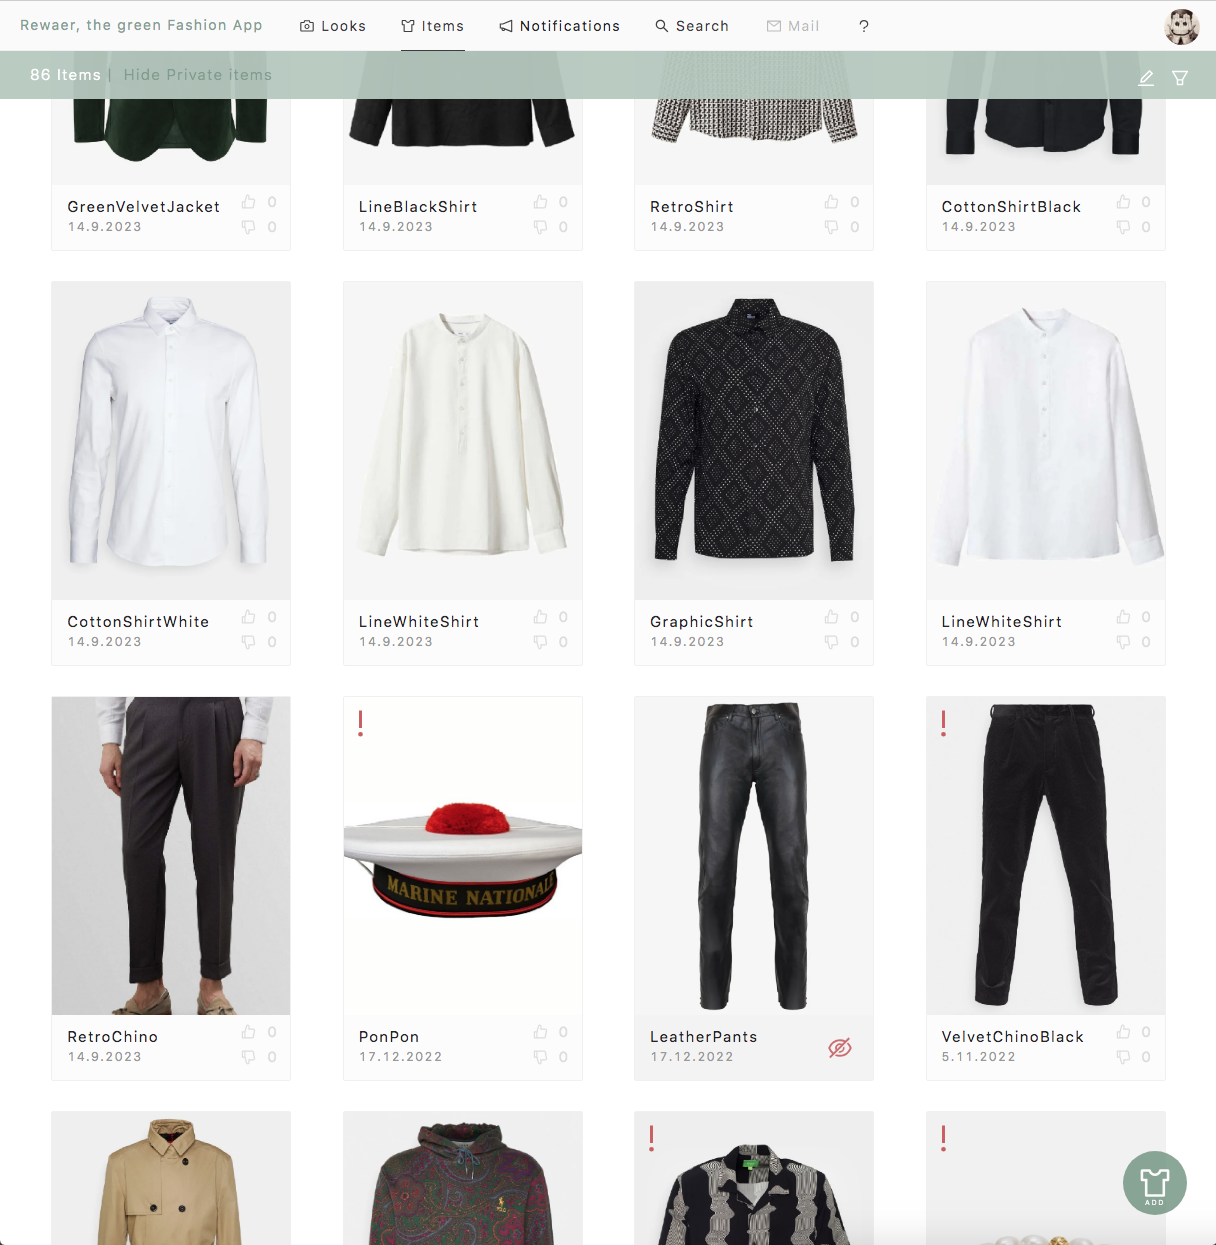 Rewaer, the green Fashion App
Looks
Items
Notifications
Search
Mail
?
86 Items | Hide Private items
GreenVelvetJacket 0
14.9.2023 0
LineBlackShirt 0
14.9.2023 0
RetroShirt 0
14.9.2023 0
CottonShirtBlack 0
14.9.2023 0
CottonShirtWhite 0
14.9.2023 0
LineWhiteShirt 0
14.9.2023 0
GraphicShirt 0
14.9.2023 0
LineWhiteShirt 0
14.9.2023 0
!
MARINE NATIONALE
!
RetroChino 0
14.9.2023 0
PonPon 0
17.12.2022 0
LeatherPants
17.12.2022
VelvetChinoBlack 0
5.11.2022 0
!
!
ADD